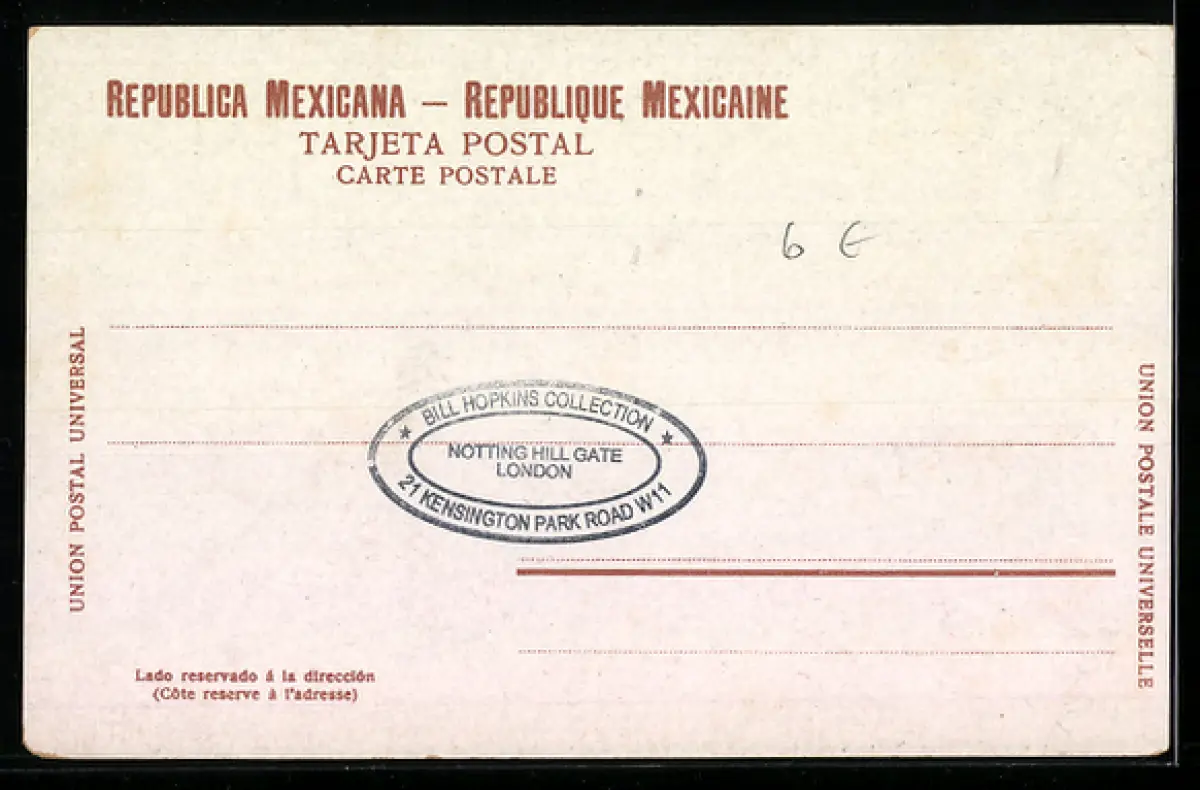 REPUBLICA MEXICANA — REPUBLIQUE MEXICAINE
TARJETA POSTAL
CARTE POSTALE
6 €
UNION POSTAL UNIVERSAL
BILL HOPKINS COLLECTION
NOTTING HILL GATE
LONDON
21 KENSINGTON PARK ROAD W11
UNION POSTALE UNIVERSELLE
Lado reservado á la dirección
(Côte reserve à l'adresse)